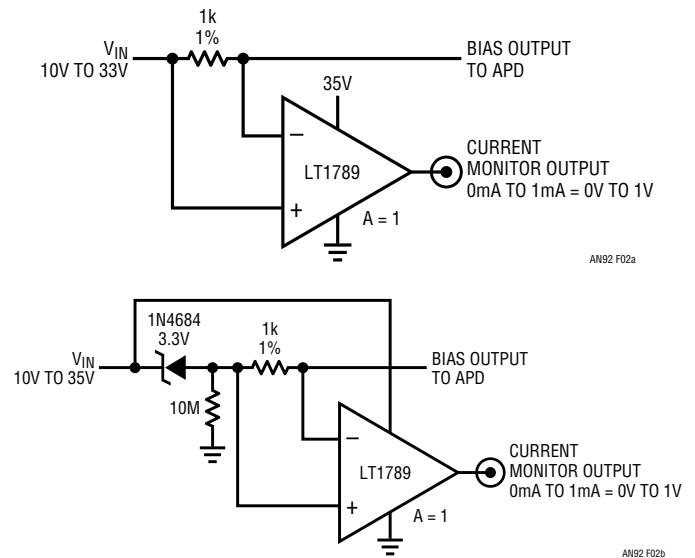 1k
1%
VIN
10V TO 33V
BIAS OUTPUT
TO APD
35V
−
LT1789
+
A = 1
CURRENT
MONITOR OUTPUT
0mA TO 1mA = 0V TO 1V
AN92 F02a
1N4684
3.3V
1k
1%
VIN
10V TO 35V
BIAS OUTPUT
TO APD
10M
−
LT1789
+
A = 1
CURRENT
MONITOR OUTPUT
0mA TO 1mA = 0V TO 1V
AN92 F02b